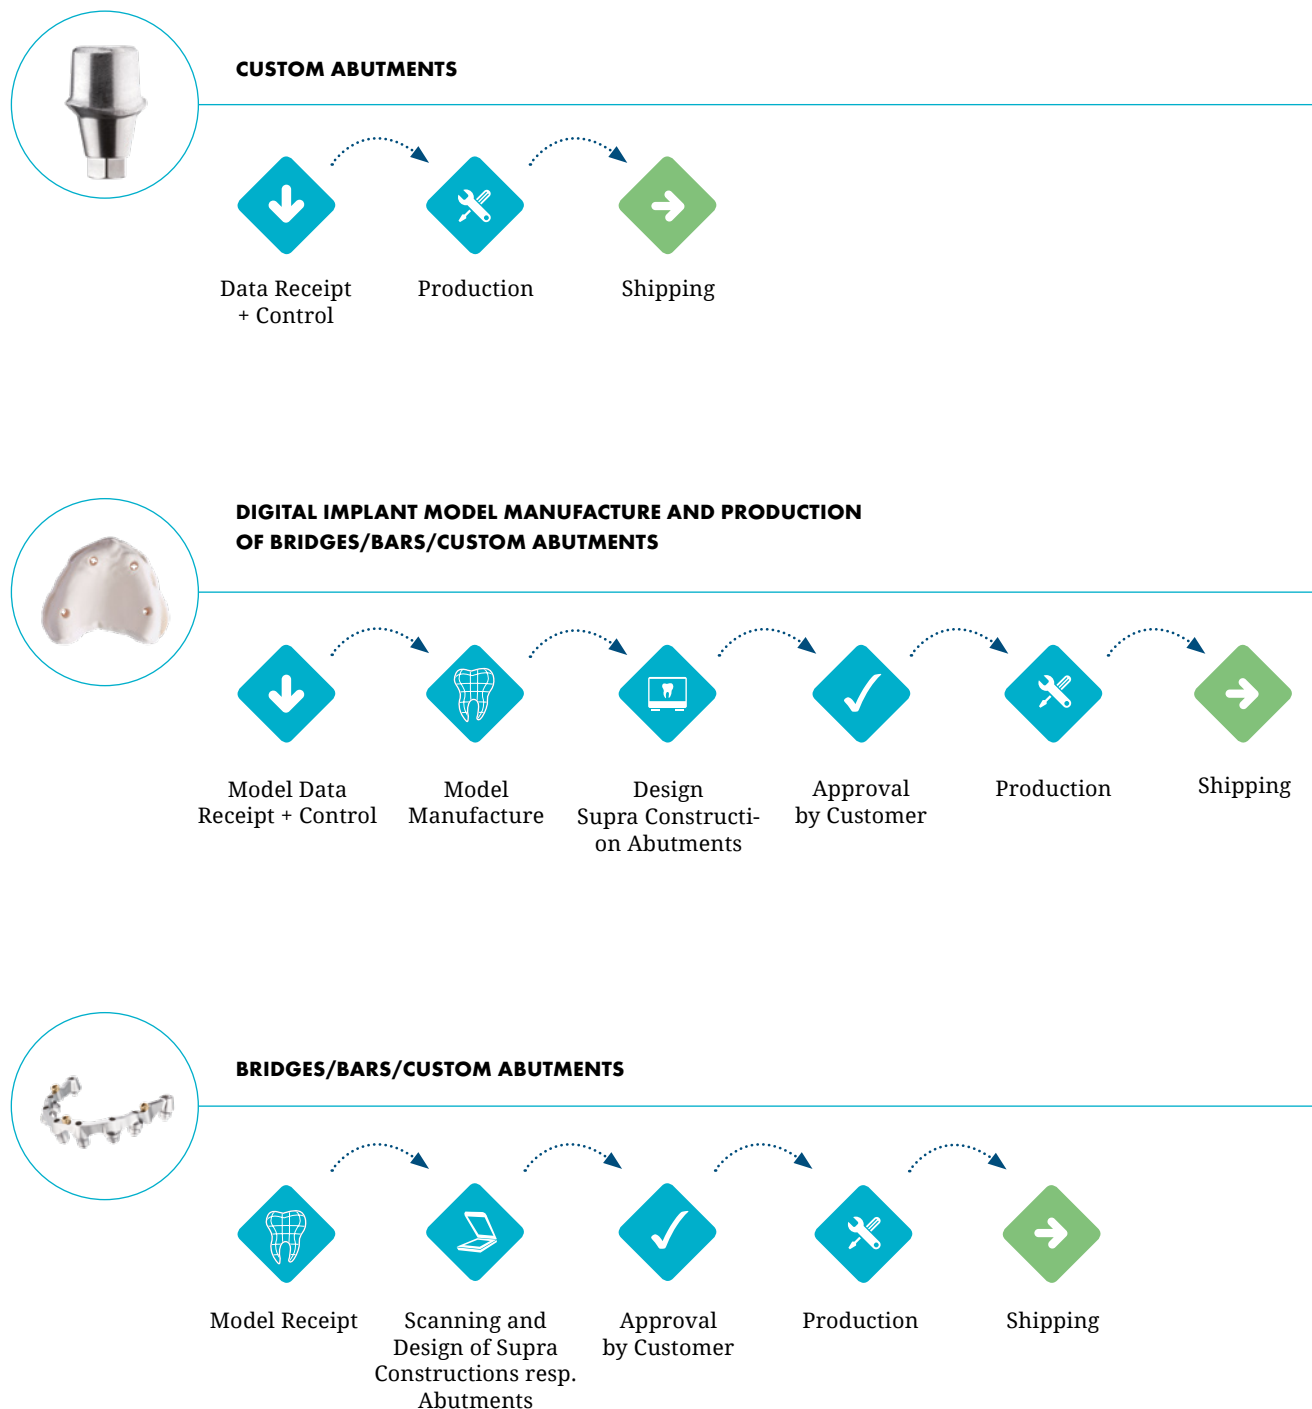 CUSTOM ABUTMENTS
Data Receipt
+ Control
Production
Shipping
DIGITAL IMPLANT MODEL MANUFACTURE AND PRODUCTION
OF BRIDGES/BARS/CUSTOM ABUTMENTS
Model Data
Receipt + Control
Model
Manufacture
Design
Supra Constructi-
on Abutments
Approval
by Customer
Production
Shipping
BRIDGES/BARS/CUSTOM ABUTMENTS
Model Receipt
Scanning and
Design of Supra
Constructions resp.
Abutments
Approval
by Customer
Production
Shipping